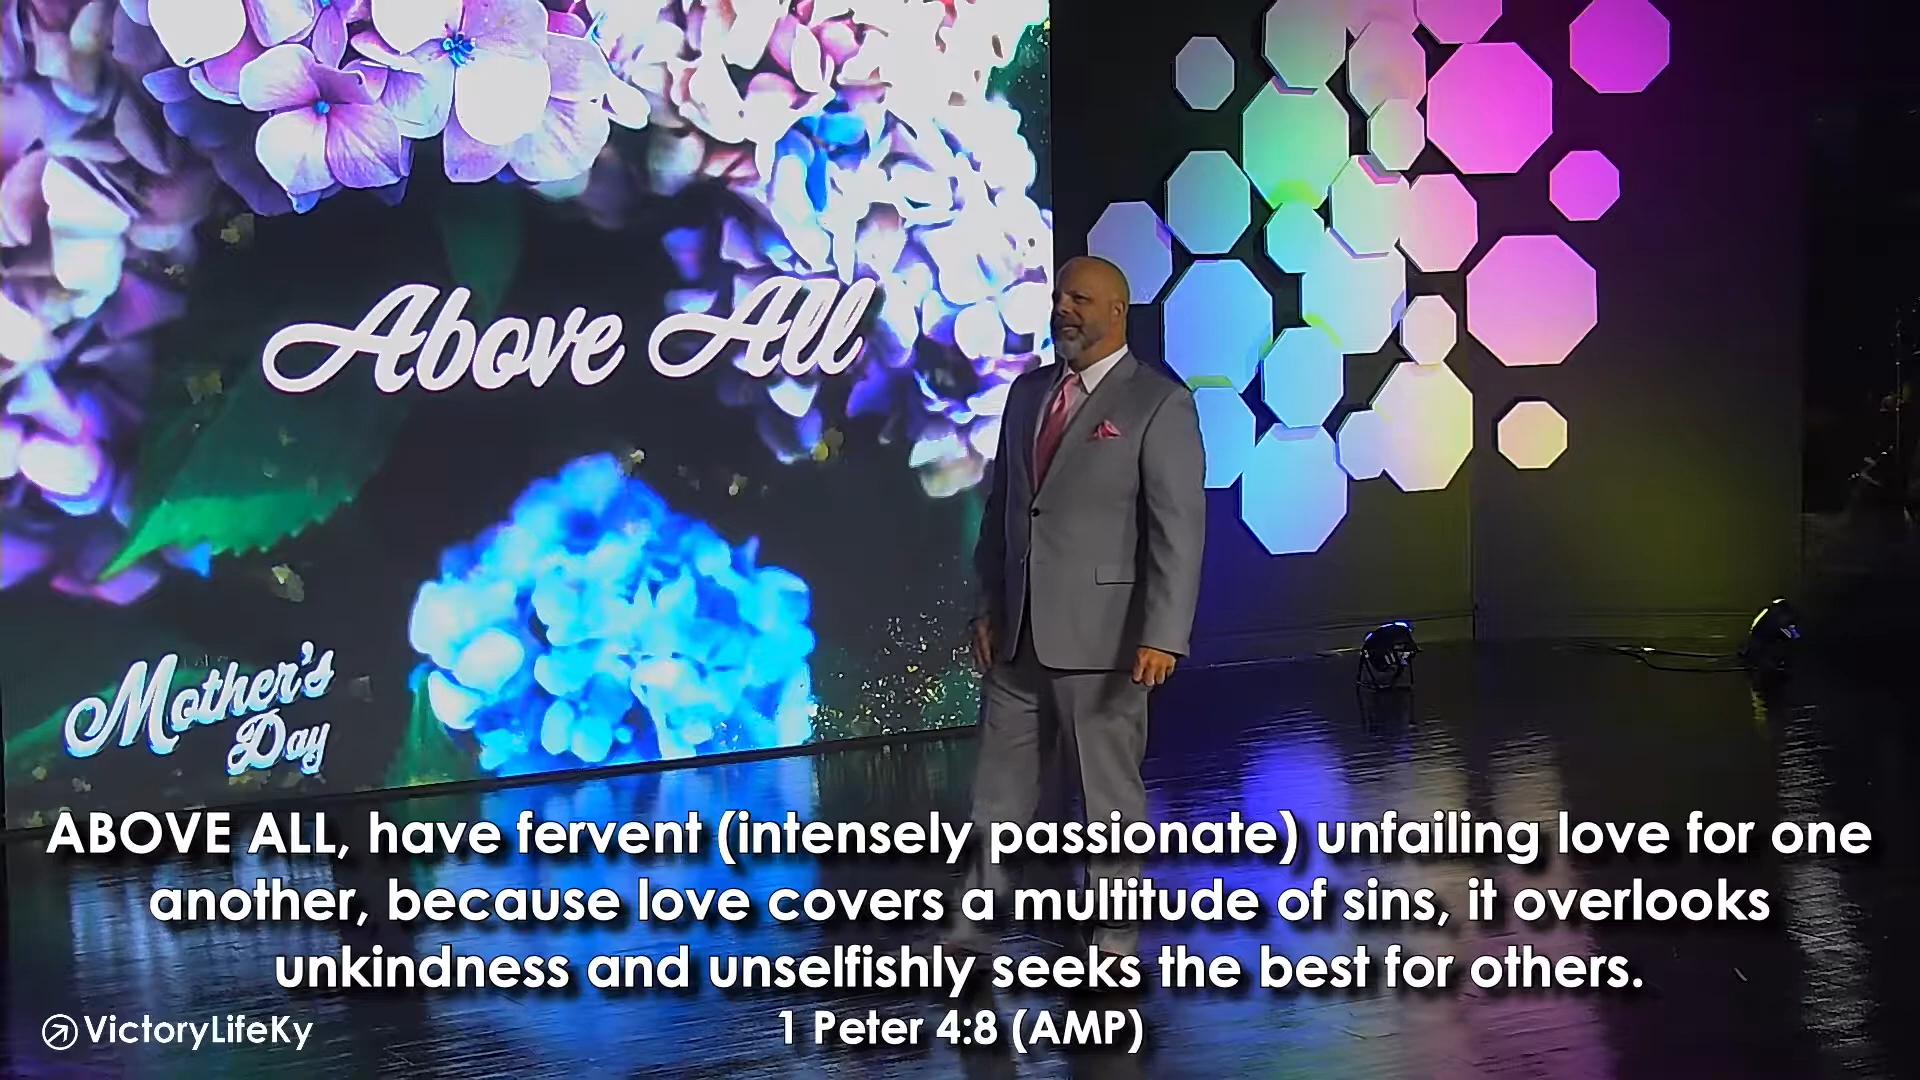 Above All
Mother's
Day
ABOVE ALL, have fervent (intensely passionate) unfailing love for one
another, because love covers a multitude of sins, it overlooks
unkindness and unselfishly seeks the best for others.
1 Peter 4:8 (AMP)
VictoryLifeKy